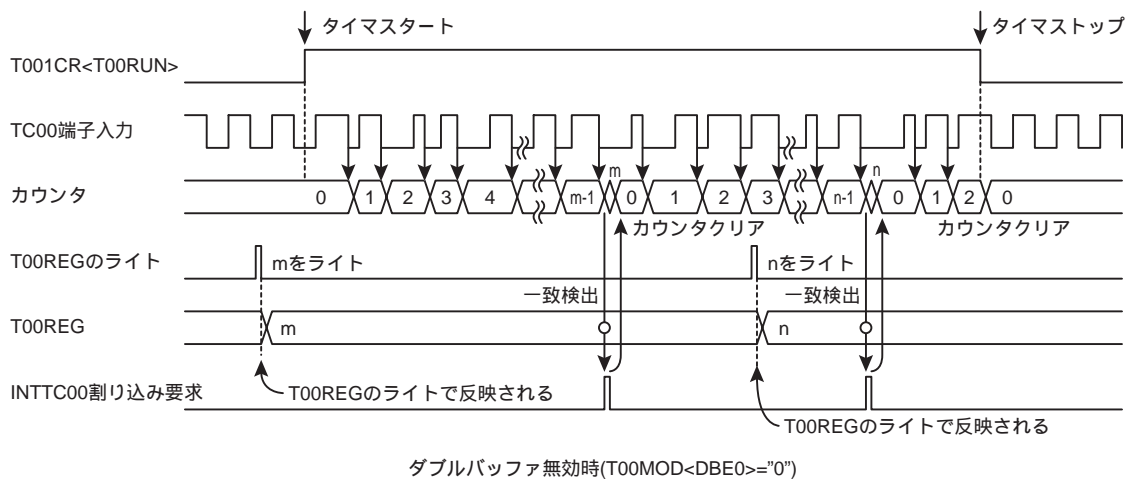 タイマスタート
タイマストップ
T001CR<T00RUN>
TC00端子入力
カウンタ
0 1 2 3 4 m-1 m 0 1 2 3 n-1 n 0 1 2 0
カウンタクリア
カウンタクリア
T00REGのライト
mをライト
nをライト
一致検出
一致検出
T00REG
m
n
INTTC00割り込み要求
T00REGのライトで反映される
T00REGのライトで反映される
ダブルバッファ無効時(T00MOD<DBE0>="0")